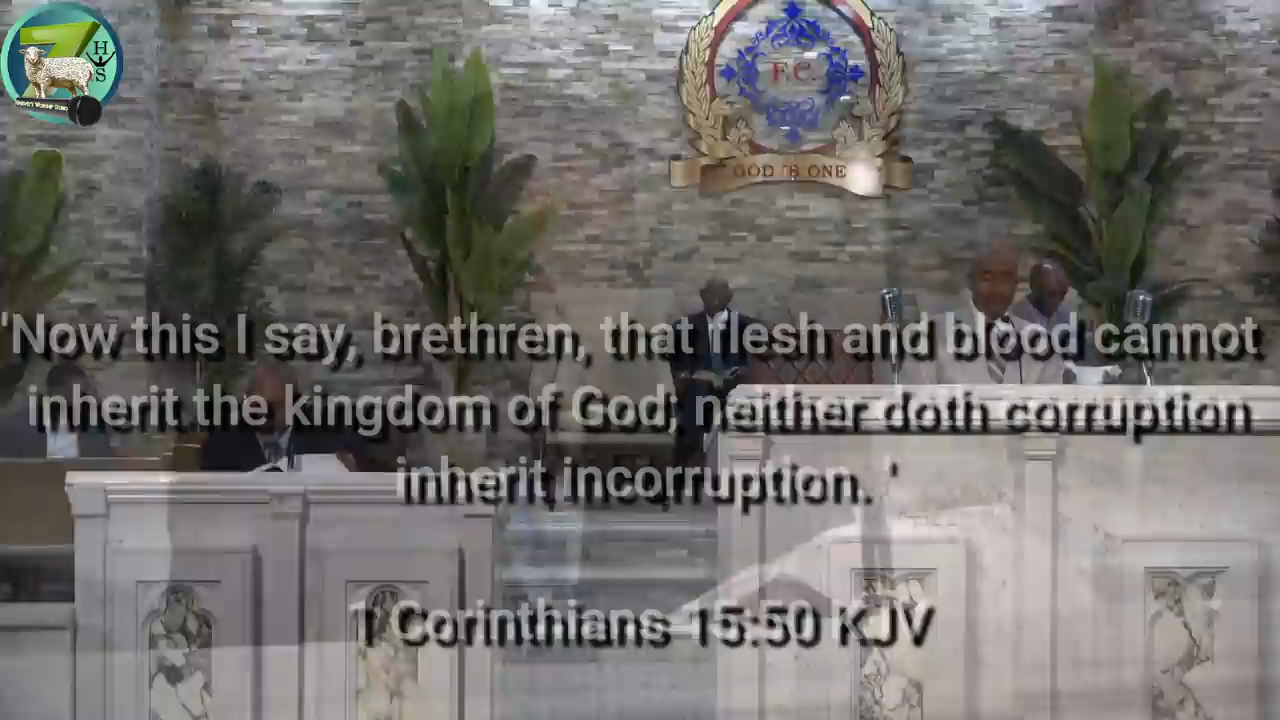 7
H
S
F.C.
GOD IS ONE
'Now this I say, brethren, that flesh and blood cannot
inherit the kingdom of God; neither doth corruption
inherit incorruption. '
1 Corinthians 15:50 KJV